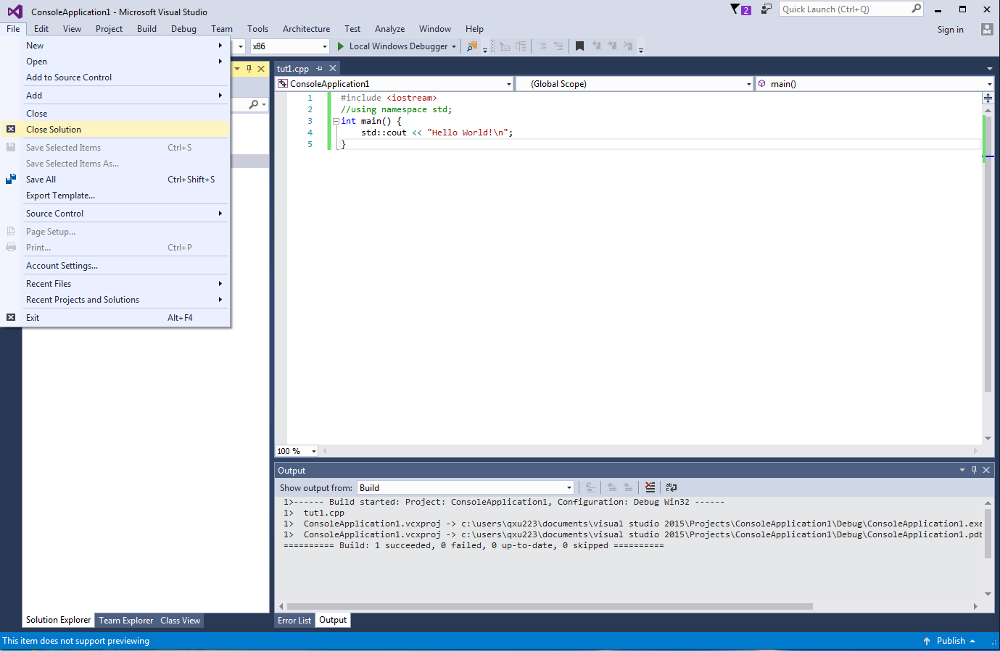 ConsoleApplication1 - Microsoft Visual Studio
2
Quick Launch (Ctrl+Q)
File Edit View Project Build Debug Team Tools Architecture Test Analyze Window Help
Sign in
x86
Local Windows Debugger
New
Open
Add to Source Control
Add
Close
Close Solution
Save Selected Items Ctrl+S
Save Selected Items As...
Save All Ctrl+Shift+S
Export Template...
Source Control
Page Setup...
Print... Ctrl+P
Account Settings...
Recent Files
Recent Projects and Solutions
Exit Alt+F4
tut1.cpp
ConsoleApplication1
(Global Scope)
main()
1 #include <iostream>
2 //using namespace std;
3 int main() {
4 std::cout << "Hello World!\n";
5 }
100 %
Output
Show output from: Build
1>------ Build started: Project: ConsoleApplication1, Configuration: Debug Win32 ------
1> tut1.cpp
1> ConsoleApplication1.vcxproj -> c:\users\qxu223\documents\visual studio 2015\Projects\ConsoleApplication1\Debug\ConsoleApplication1.exe
1> ConsoleApplication1.vcxproj -> c:\users\qxu223\documents\visual studio 2015\Projects\ConsoleApplication1\Debug\ConsoleApplication1.pdb
========== Build: 1 succeeded, 0 failed, 0 up-to-date, 0 skipped ==========
Solution Explorer Team Explorer Class View
Error List Output
This item does not support previewing
Publish